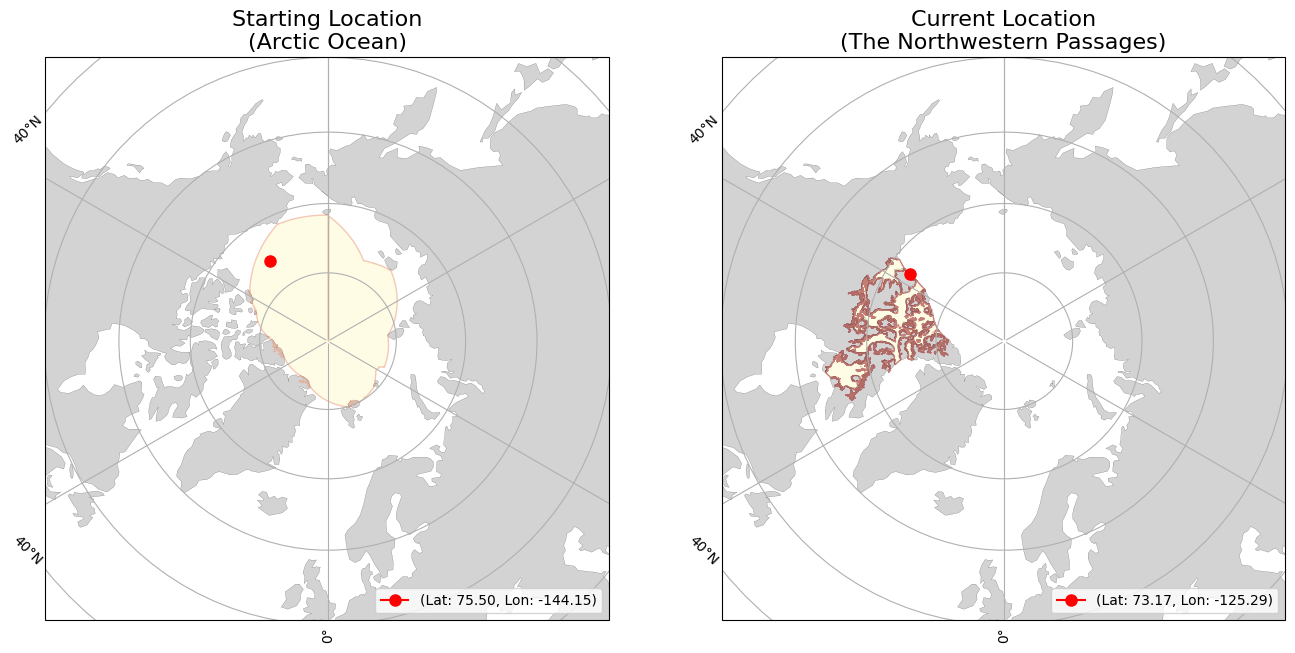 Starting Location
(Arctic Ocean)
40°N
40°N
0°
(Lat: 75.50, Lon: -144.15)
Current Location
(The Northwestern Passages)
40°N
40°N
0°
(Lat: 73.17, Lon: -125.29)